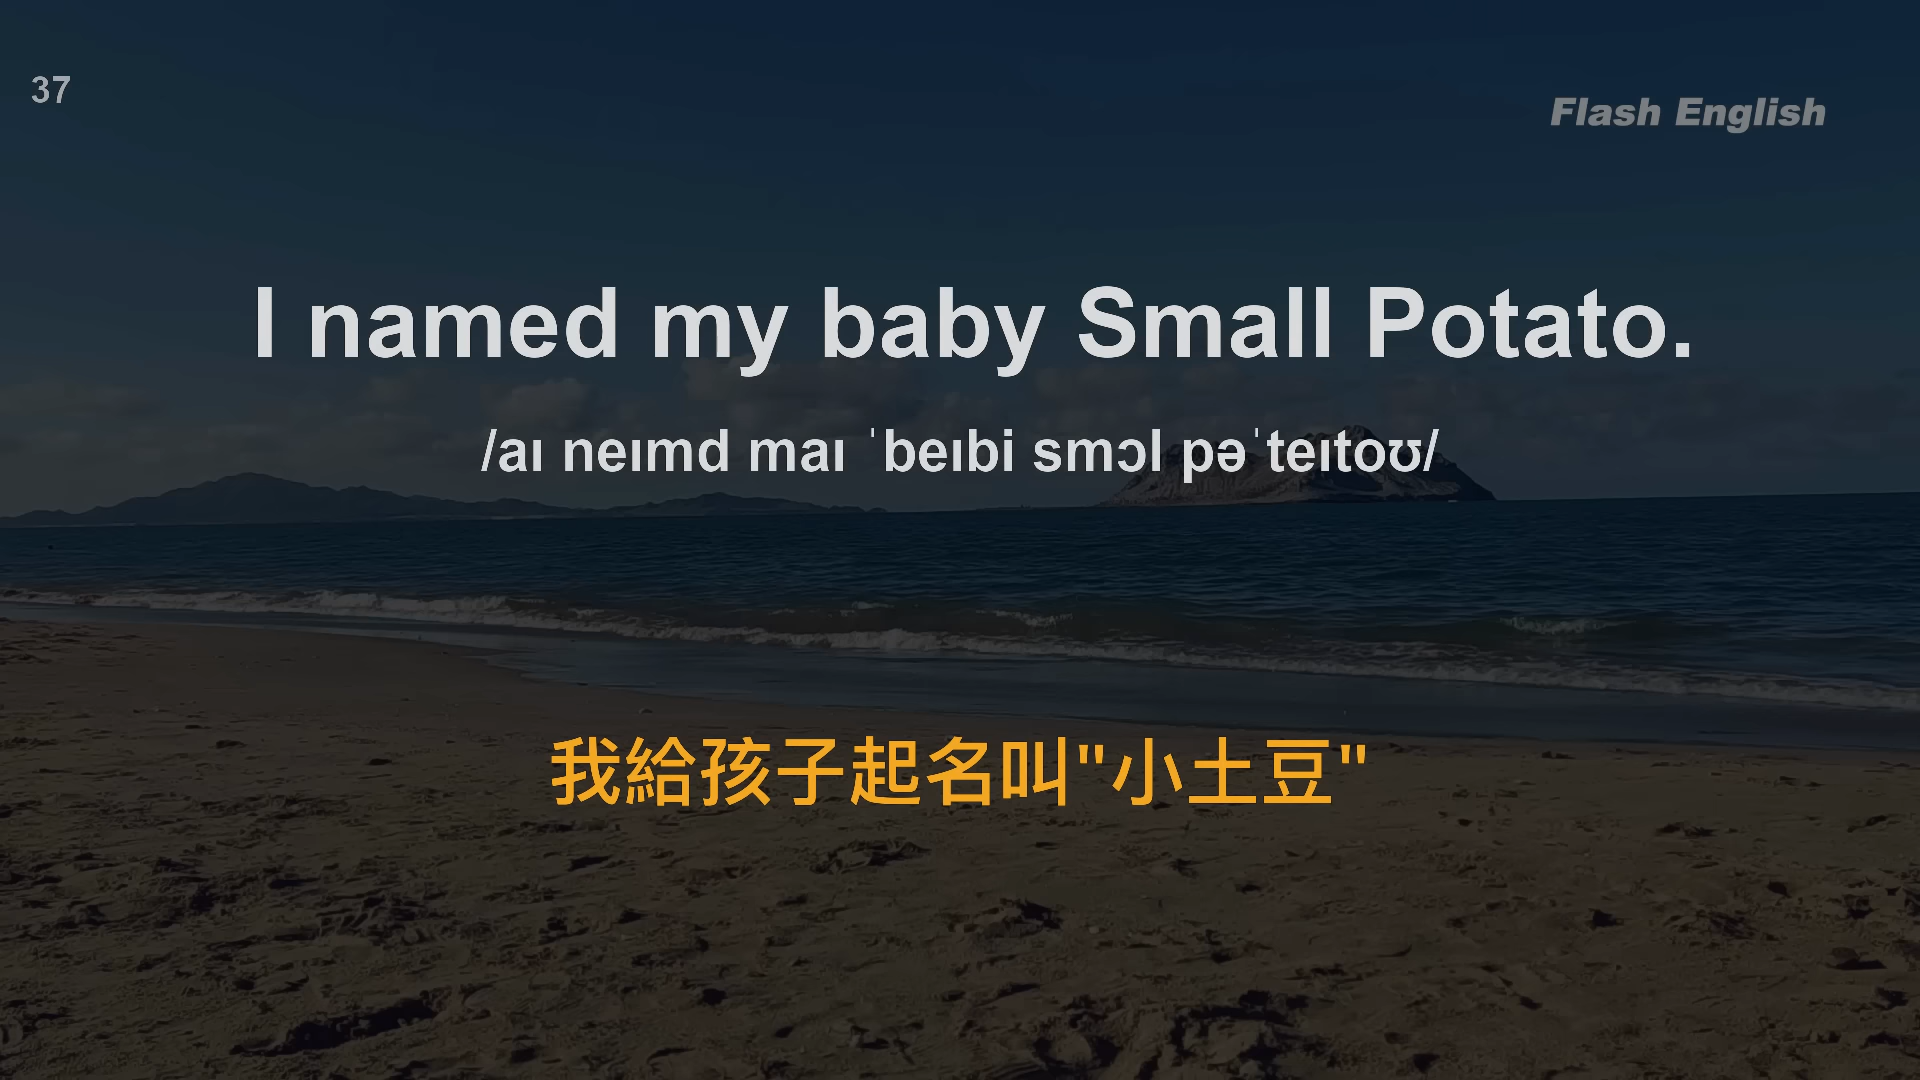 37
Flash English
I named my baby Small Potato.
/aɪ neɪmd maɪ ˈbeɪbi smɔl pəˈteɪtoʊ/
我給孩子起名叫"小土豆"